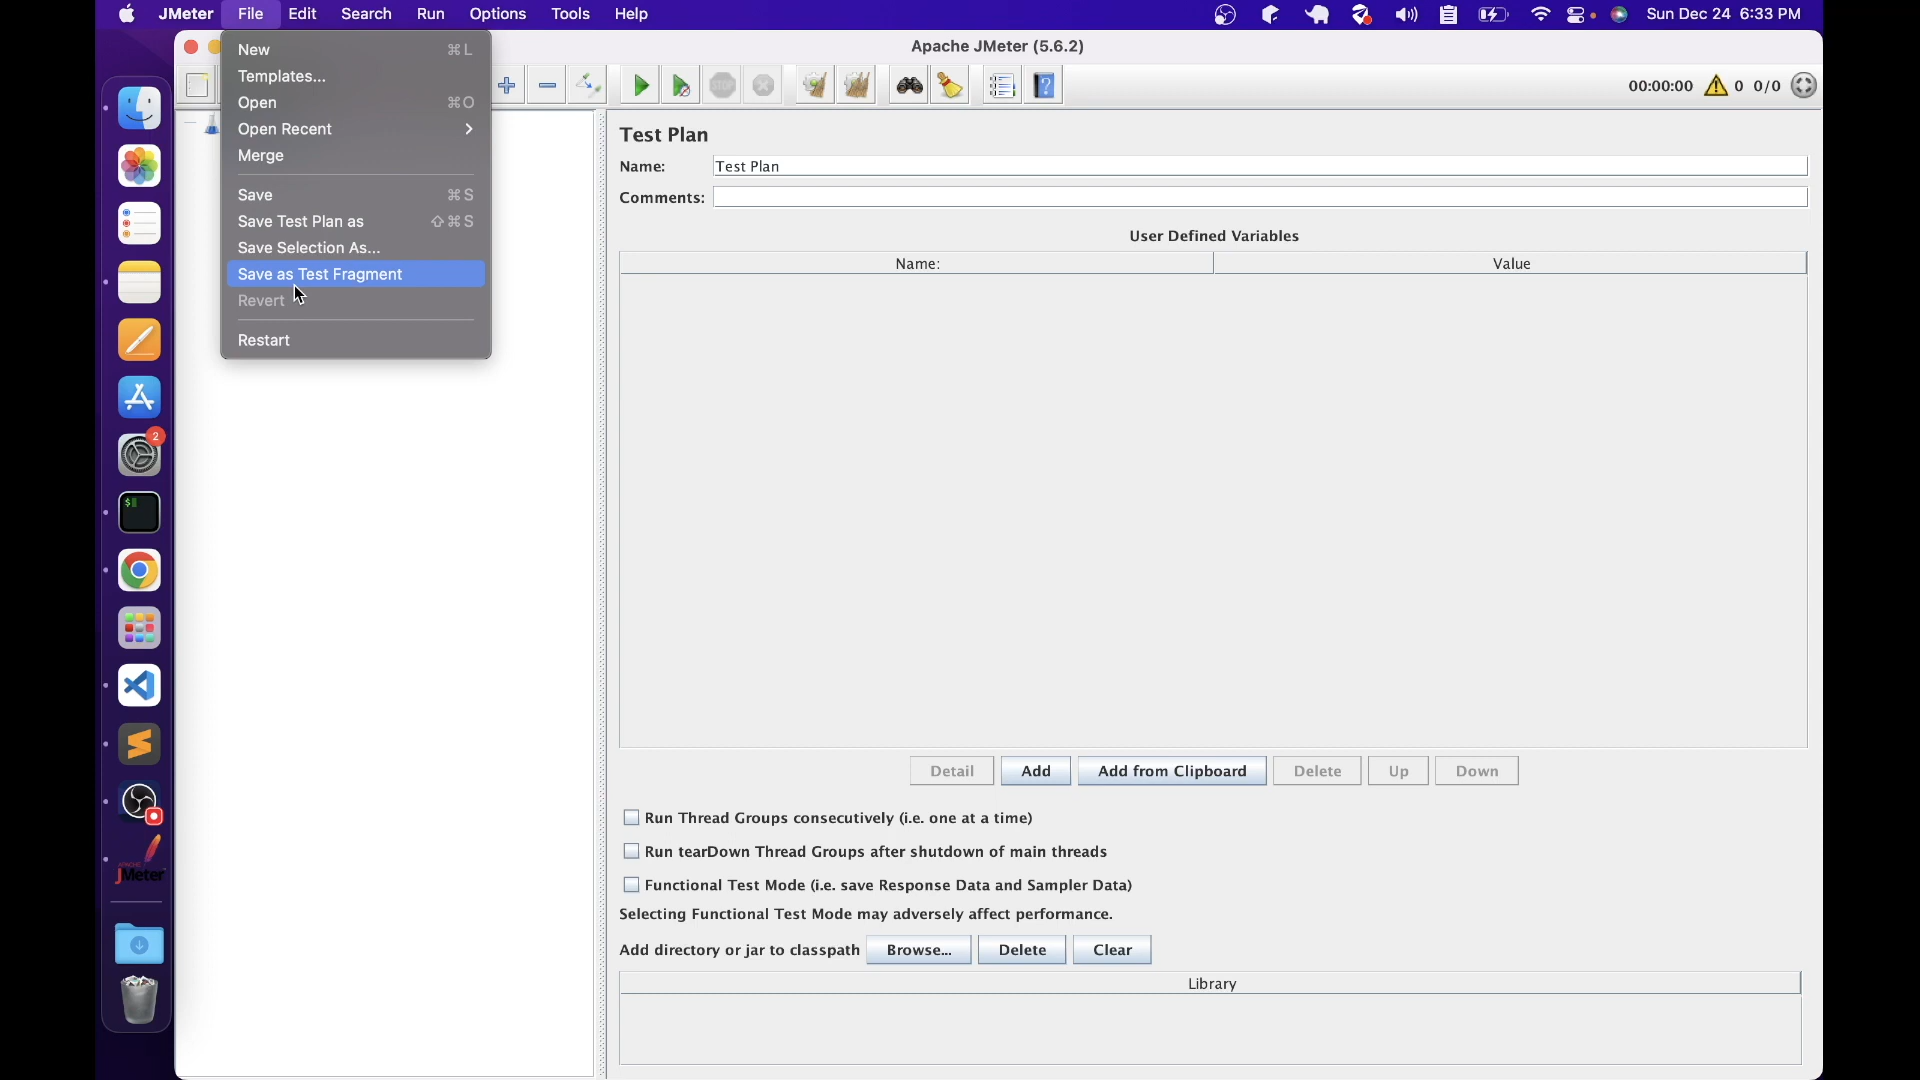 JMeter File Edit Search Run Options Tools Help Sun Dec 24 6:33 PM
Apache JMeter (5.6.2)
New ⌘L
Templates...
Open ⌘O
Open Recent >
Merge
Save ⌘S
Save Test Plan as ⇧⌘S
Save Selection As...
Save as Test Fragment
Revert
Restart
STOP
00:00:00 0 0/0
Test Plan
Name: Test Plan
Comments:
User Defined Variables
Name: Value
Detail Add Add from Clipboard Delete Up Down
Run Thread Groups consecutively (i.e. one at a time)
Run tearDown Thread Groups after shutdown of main threads
Functional Test Mode (i.e. save Response Data and Sampler Data)
Selecting Functional Test Mode may adversely affect performance.
Add directory or jar to classpath Browse... Delete Clear
Library
2
$
APACHE
JMeter